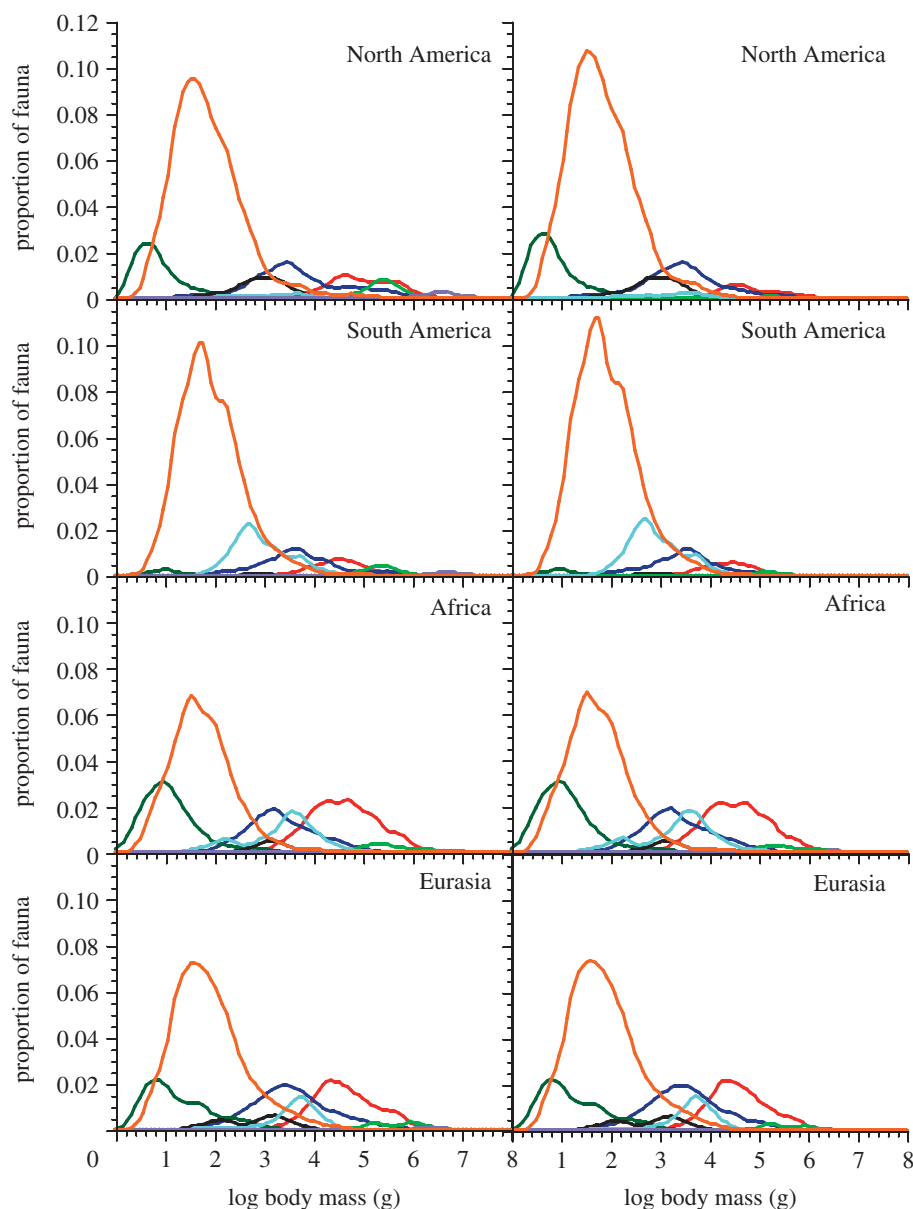 0.12
0.10
0.08
0.06
0.04
0.02
0
proportion of fauna
North America
North America
0.10
0.08
0.06
0.04
0.02
0
proportion of fauna
South America
South America
0.10
0.08
0.06
0.04
0.02
0
proportion of fauna
Africa
Africa
0.10
0.08
0.06
0.04
0.02
proportion of fauna
Eurasia
Eurasia
0 1 2 3 4 5 6 7 8 1 2 3 4 5 6 7 8
log body mass (g) log body mass (g)